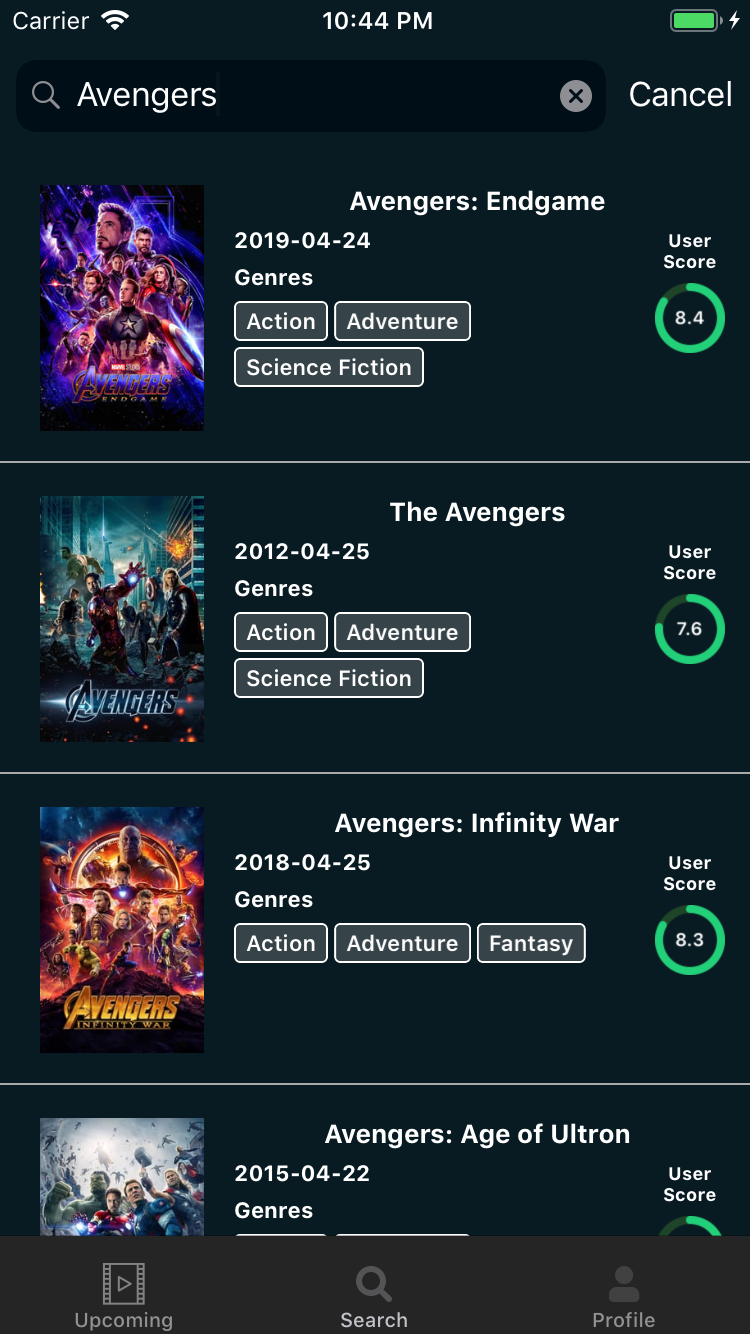 Carrier 10:44 PM
Avengers Cancel
Avengers: Endgame
2019-04-24
Genres
Action Adventure
Science Fiction
User
Score
8.4
MARVEL STUDIOS
AVENGERS
ENDGAME
The Avengers
2012-04-25
Genres
Action Adventure
Science Fiction
User
Score
7.6
AVENGERS
Avengers: Infinity War
2018-04-25
Genres
Action Adventure Fantasy
User
Score
8.3
AVENGERS
INFINITY WAR
Avengers: Age of Ultron
2015-04-22
Genres
User
Score
Upcoming Search Profile